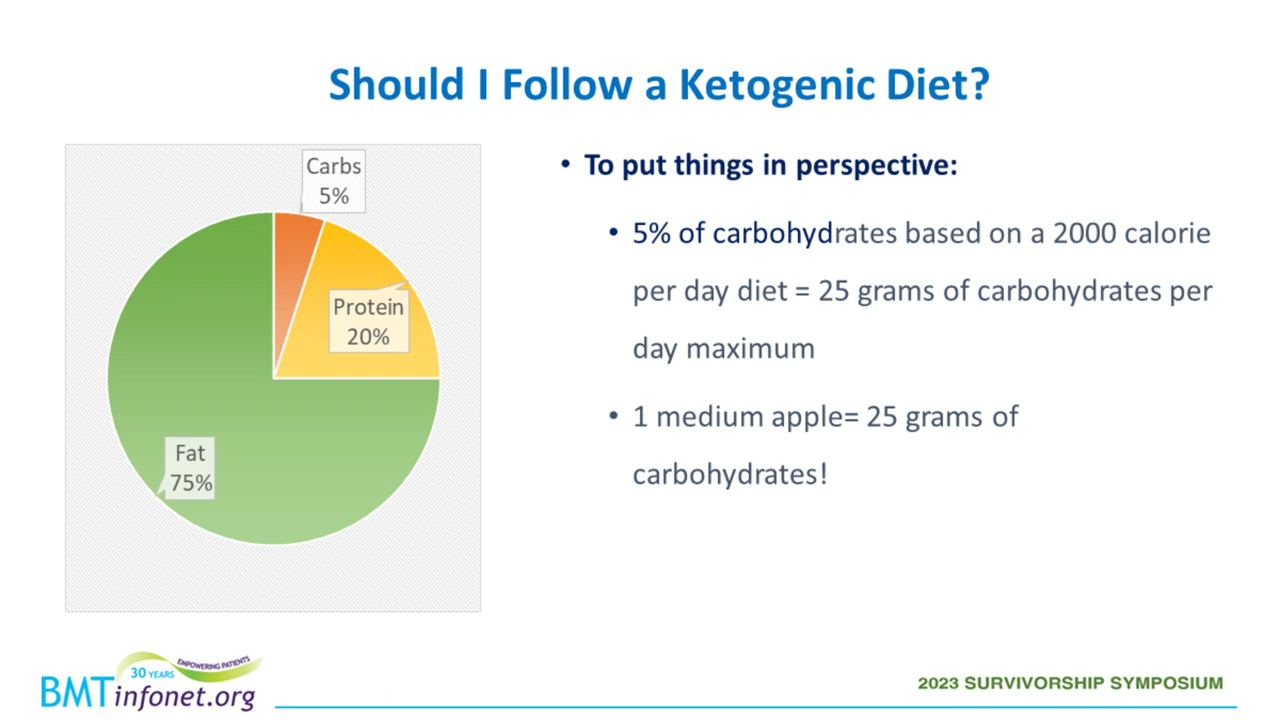 Should I Follow a Ketogenic Diet?
Carbs
5%
Protein
20%
Fat
75%
• To put things in perspective:
• 5% of carbohydrates based on a 2000 calorie
per day diet = 25 grams of carbohydrates per
day maximum
• 1 medium apple= 25 grams of
carbohydrates!
30 YEARS
EMPOWERING PATIENTS
BMTinfonet.org
2023 SURVIVORSHIP SYMPOSIUM